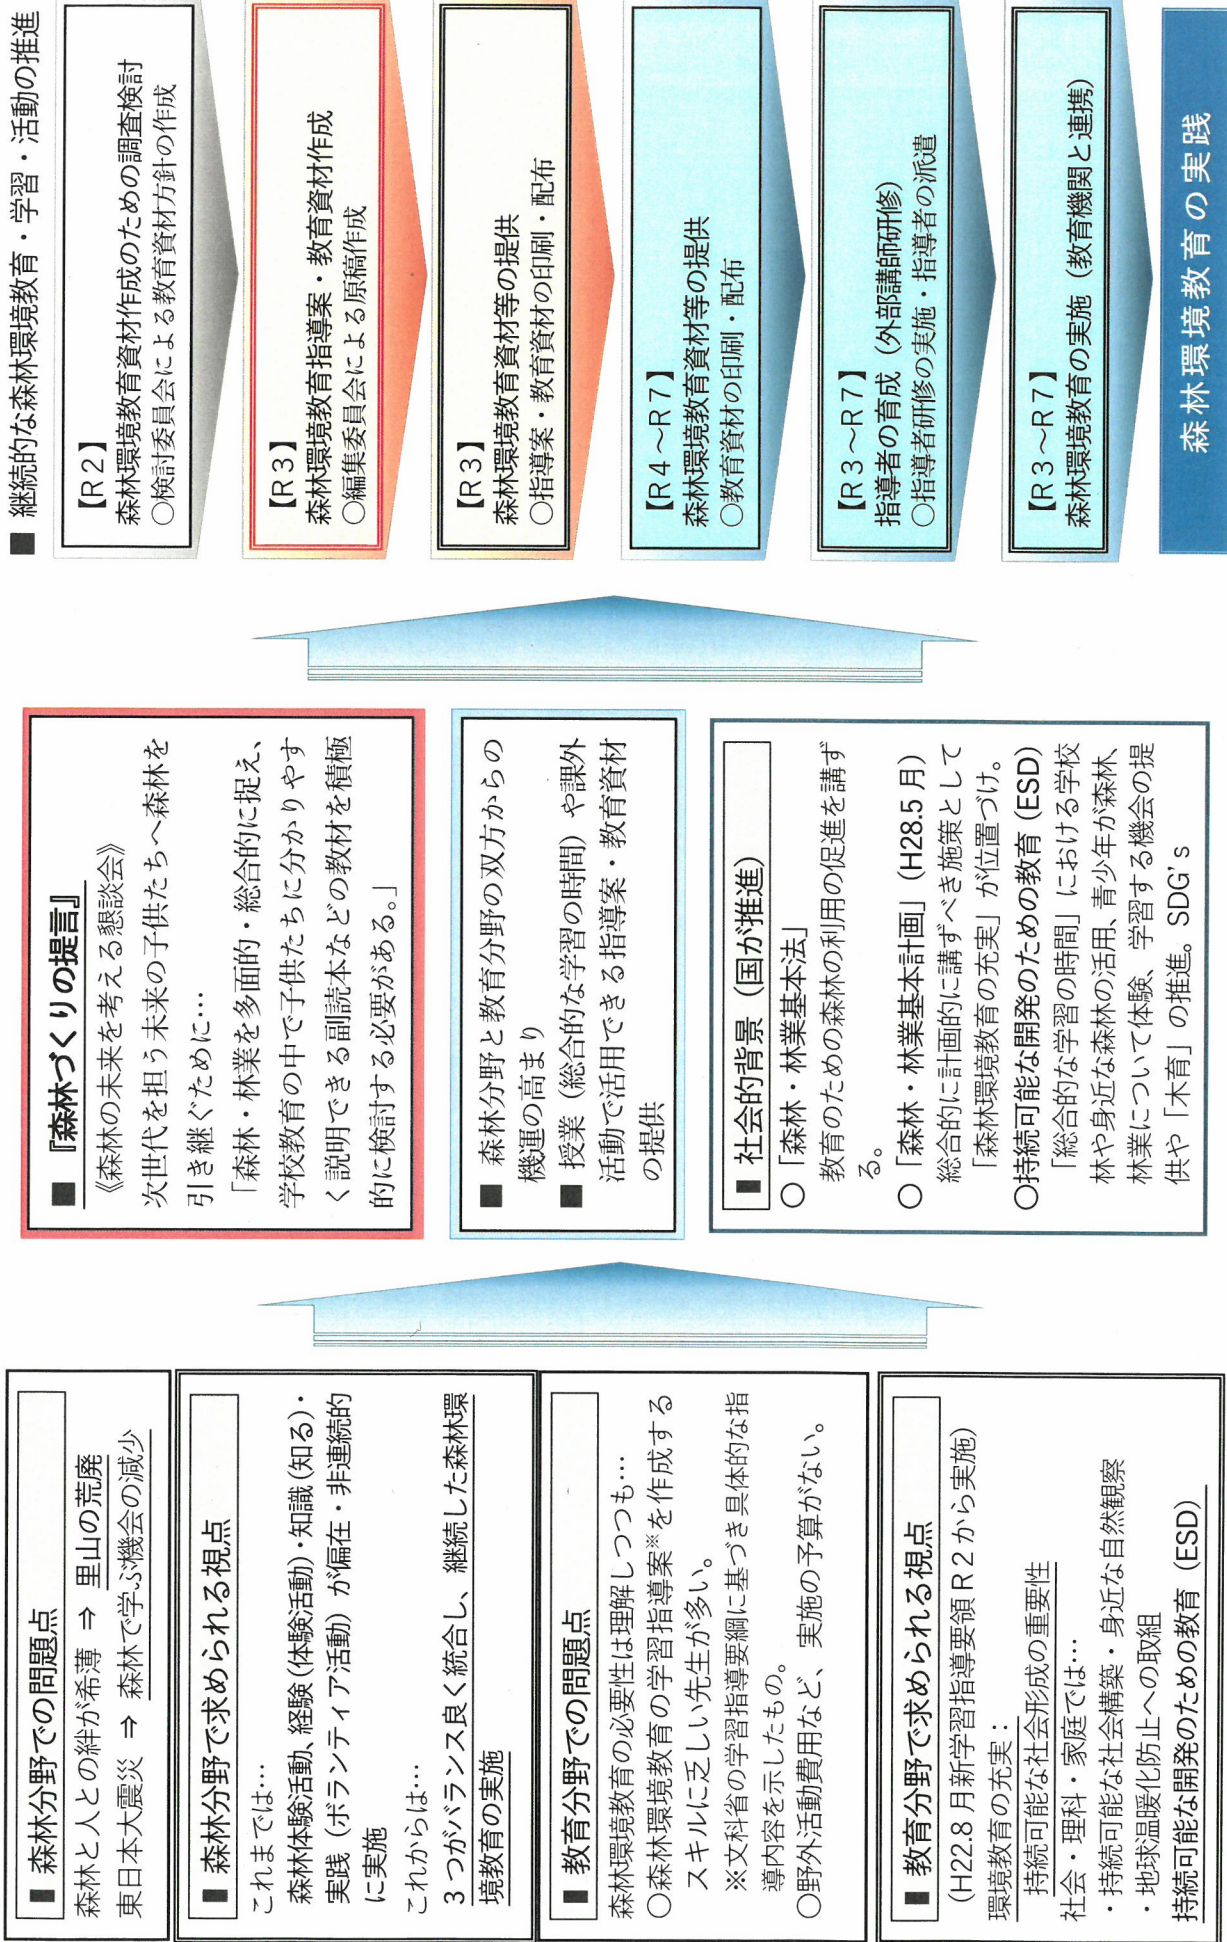 ■ 森林分野での問題点
森林と人との絆が希薄 ⇒ 里山の荒廃
東日本大震災 ⇒ 森林で学ぶ機会の減少
■ 森林分野で求められる視点
これまでは…
森林体験活動、経験(体験活動)・知識(知る)・
実践（ボランティア活動）が偏在・非連続的
に実施
これからは…
3つがバランス良く統合し、継続した森林環
境教育の実施
■ 教育分野での問題点
森林環境教育の必要性は理解しつつも…
○森林環境教育の学習指導案※を作成する
スキルに乏しい先生が多い。
※文科省の学習指導要綱に基づき具体的な指
導内容を示したもの。
○野外活動費用など、実施の予算がない。
■ 教育分野で求められる視点
(H22.8月新学習指導要領R2から実施)
環境教育の充実：
持続可能な社会形成の重要性
社会・理科・家庭では…
・持続可能な社会構築・身近な自然観察
・地球温暖化防止への取組
持続可能な開発のための教育（ESD）
■ 『森林づくりの提言』
《森林の未来を考える懇談会》
次世代を担う未来の子供たちへ森林を
引き継ぐために…
「森林・林業を多面的・総合的に捉え、
学校教育の中で子供たちに分かりやす
く説明できる副読本などの教材を積極
的に検討する必要がある。」
■ 森林分野と教育分野の双方からの
機運の高まり
■ 授業（総合的な学習の時間）や課外
活動で活用できる指導案・教育資材
の提供
■ 社会的背景（国が推進）
○「森林・林業基本法」
教育のための森林の利用の促進を講ず
る。
○「森林・林業基本計画」（H28.5月）
総合的に計画的に講ずべき施策として
「森林環境教育の充実」が位置づけ。
○持続可能な開発のための教育(ESD)
「総合的な学習の時間」における学校
林や身近な森林の活用、青少年が森林、
林業について体験、学習する機会の提
供や「木育」の推進。SDG's
■ 継続的な森林環境教育・学習・活動の推進
【R2】
森林環境教育資材作成のための調査検討
○検討委員会による教育資材方針の作成
【R3】
森林環境教育指導案・教育資材作成
○編集委員会による原稿作成
【R3】
森林環境教育資材等の提供
○指導案・教育資材の印刷・配布
【R4～R7】
森林環境教育資材等の提供
○教育資材の印刷・配布
【R3～R7】
指導者の育成（外部講師研修）
○指導者研修の実施・指導者の派遣
【R3～R7】
森林環境教育の実施（教育機関と連携）
森林環境教育の実践